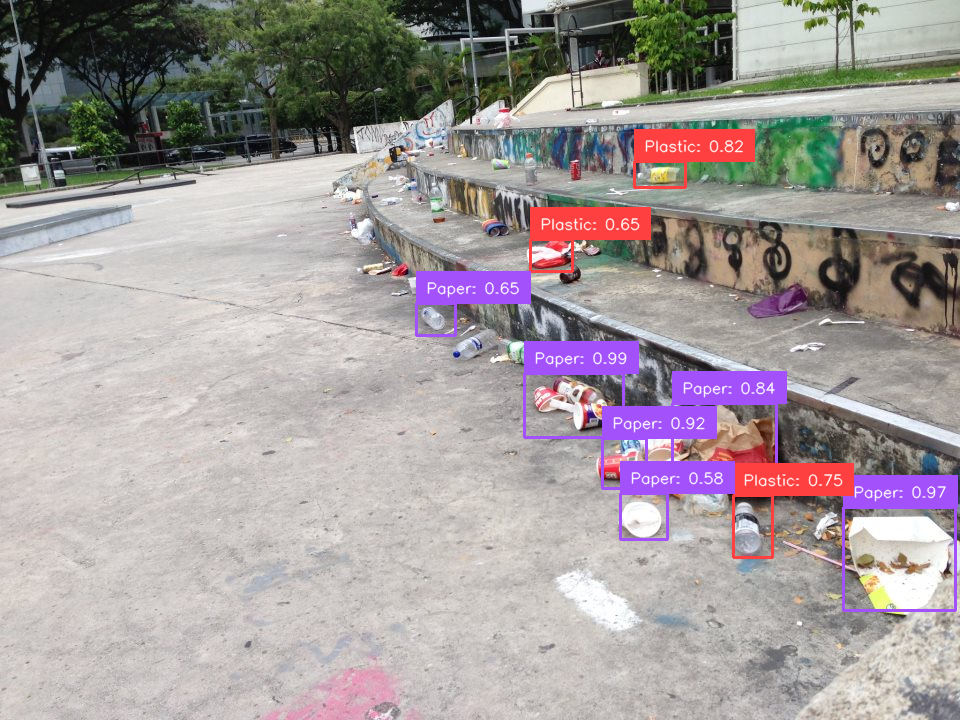 Plastic: 0.82
Plastic: 0.65
Paper: 0.65
Paper: 0.99
Paper: 0.84
Paper: 0.92
Paper: 0.58
Plastic: 0.75
Paper: 0.97